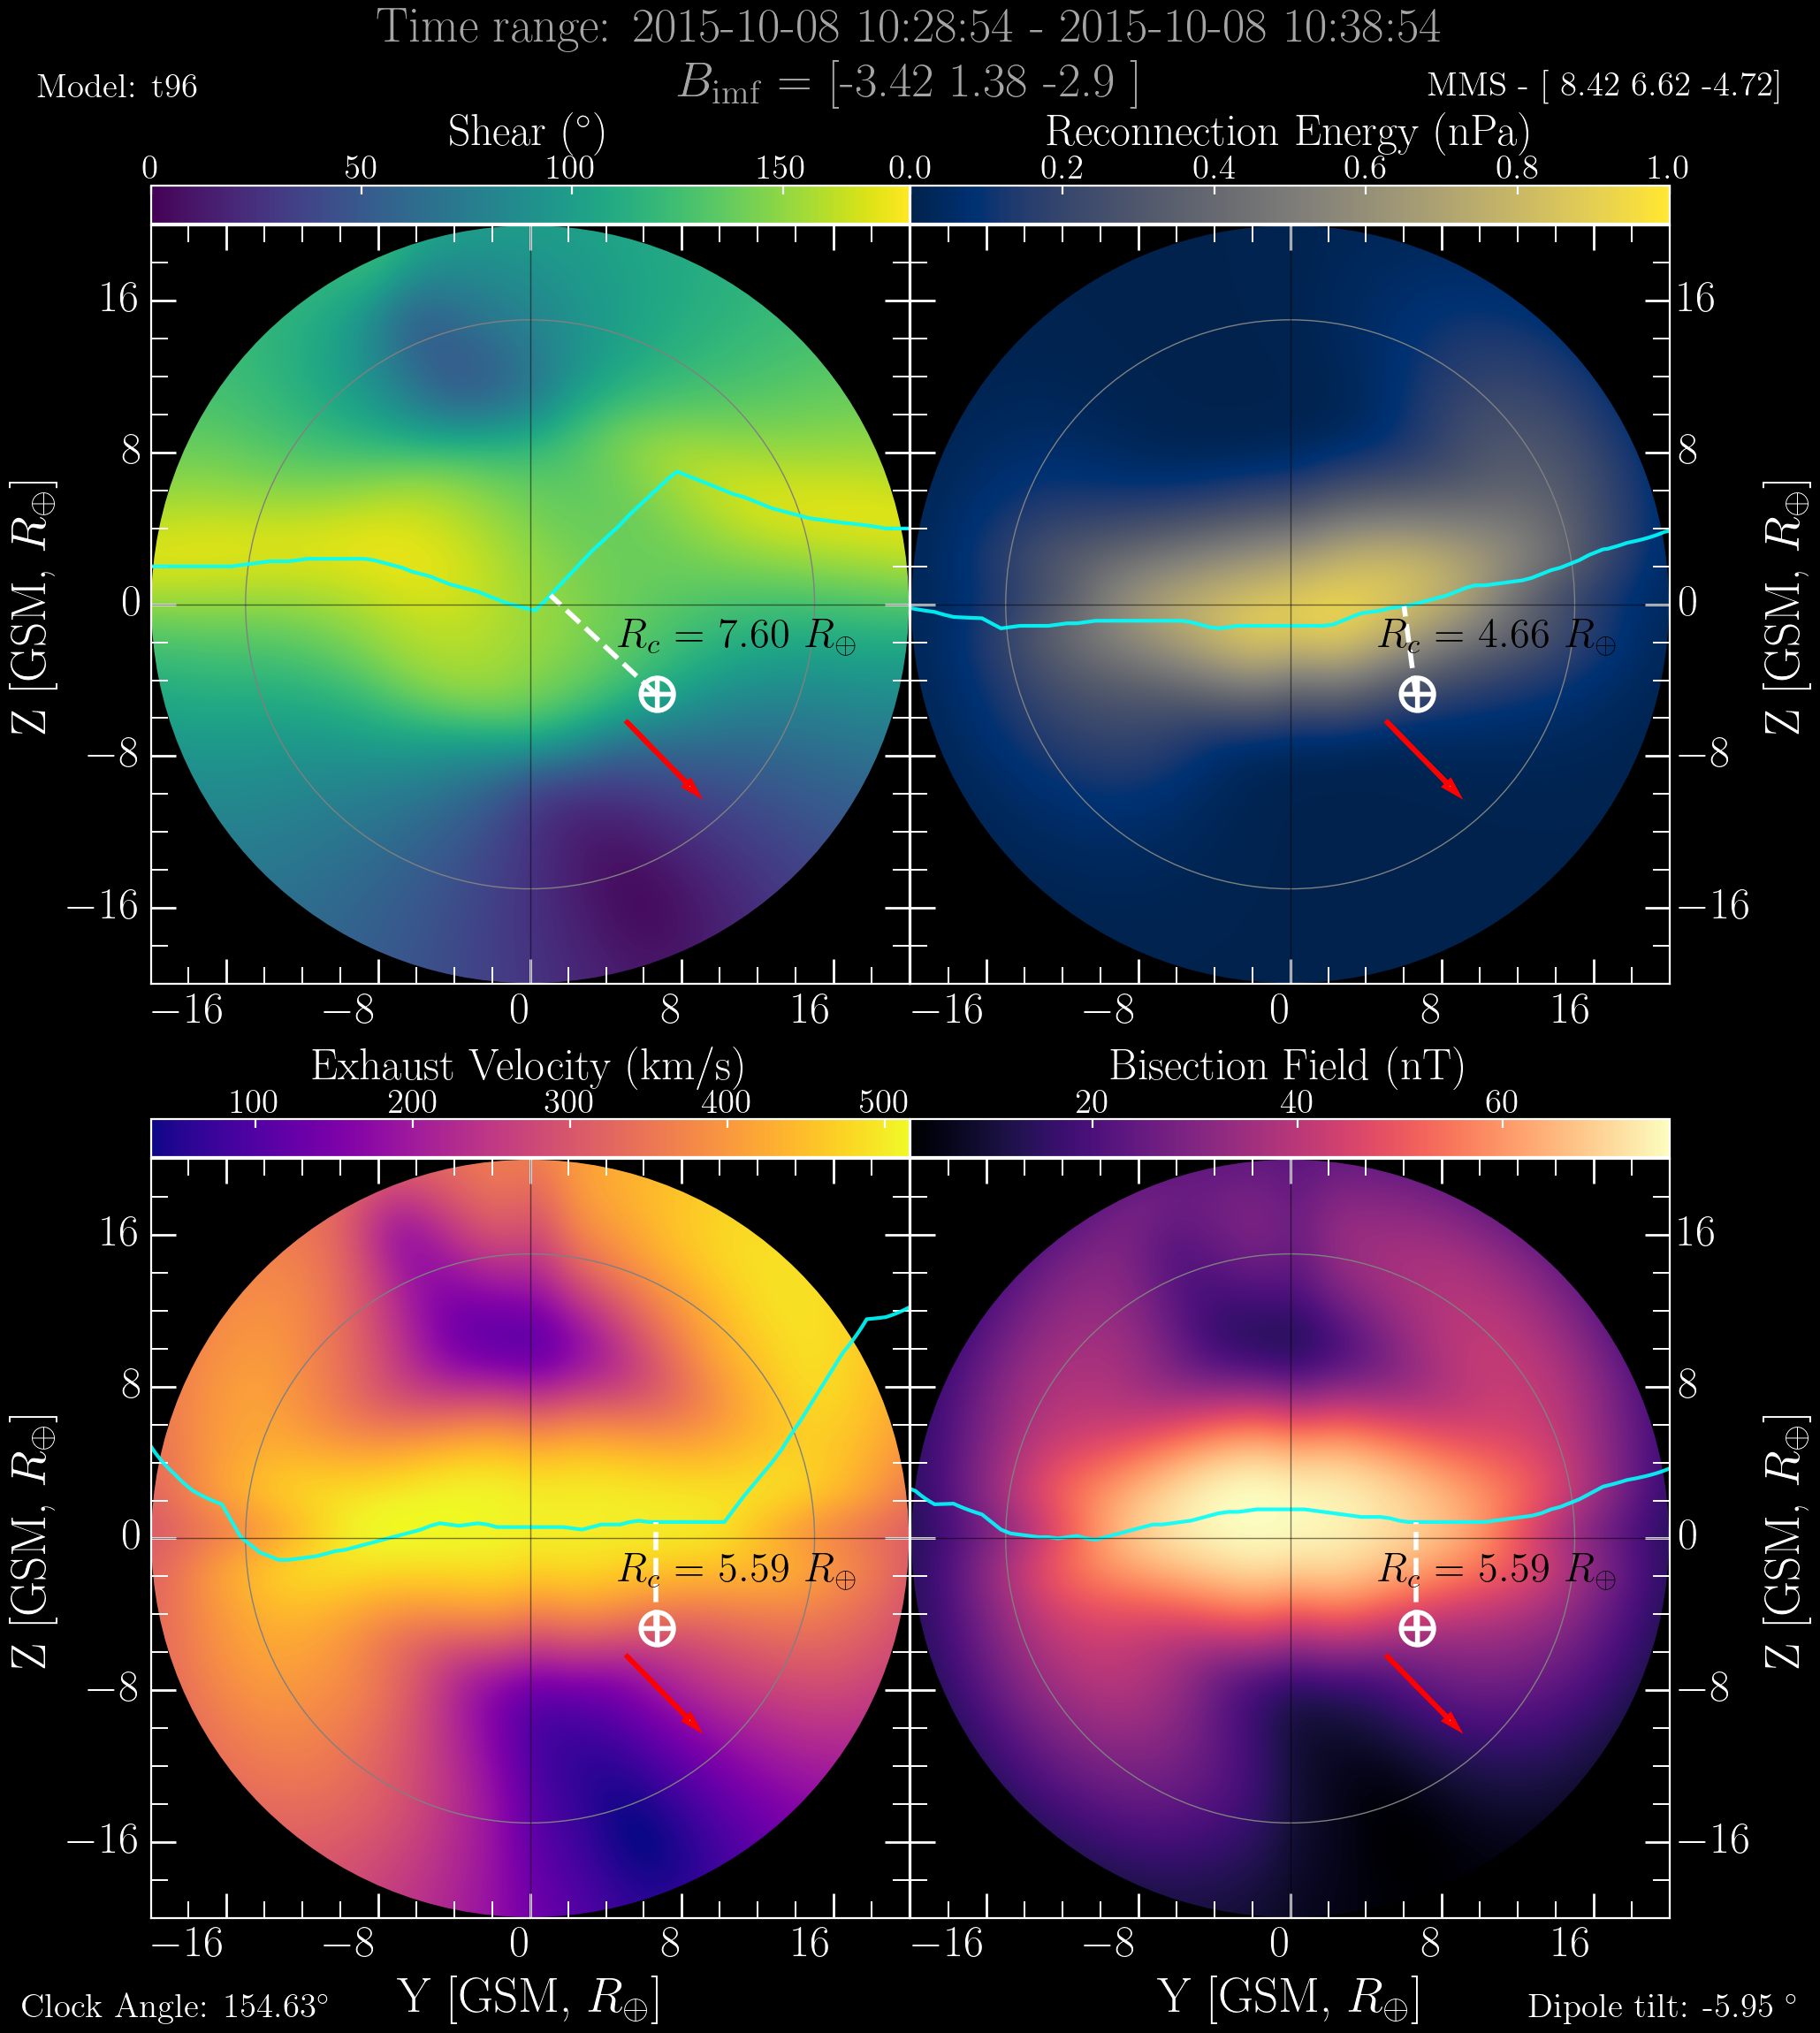 Time range: 2015-10-08 10:28:54 - 2015-10-08 10:38:54
Model: t96
B_imf = [-3.42 1.38 -2.9 ]
MMS - [ 8.42 6.62 -4.72]
Shear (°)
Reconnection Energy (nPa)
0 50 100 150
0.0 0.2 0.4 0.6 0.8 1.0
16 8 0 −8 −16
Z [GSM, R⊕]
R_c = 7.60 R⊕
R_c = 4.66 R⊕
16 8 0 −8 −16
Z [GSM, R⊕]
−16 −8 0 8 16
−16 −8 0 8 16
Exhaust Velocity (km/s)
Bisection Field (nT)
100 200 300 400 500
20 40 60
16 8 0 −8 −16
Z [GSM, R⊕]
R_c = 5.59 R⊕
R_c = 5.59 R⊕
16 8 0 −8 −16
Z [GSM, R⊕]
−16 −8 0 8 16
−16 −8 0 8 16
Y [GSM, R⊕]
Y [GSM, R⊕]
Clock Angle: 154.63°
Dipole tilt: -5.95 °